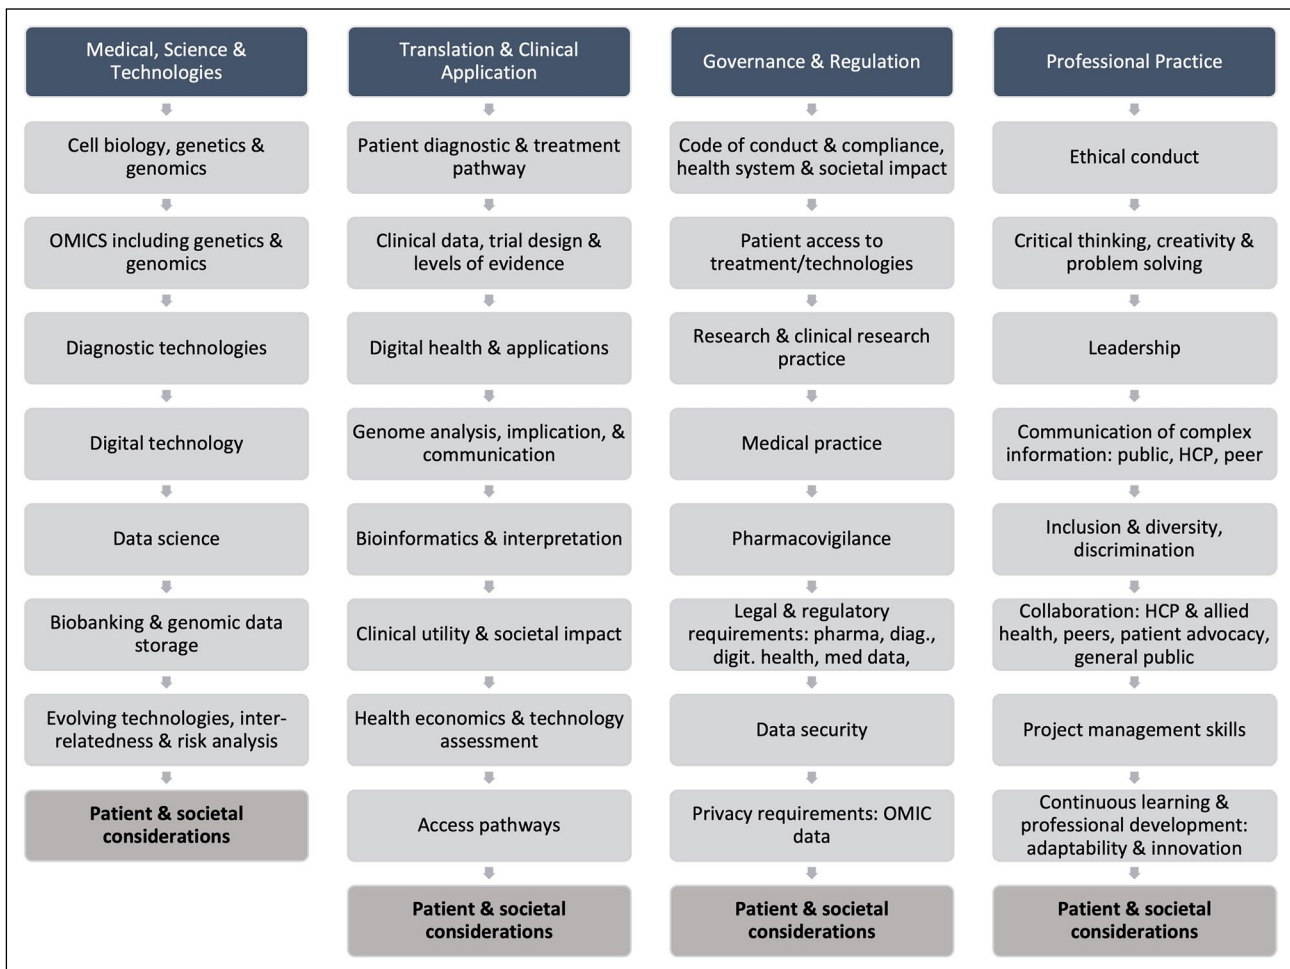 Medical, Science &
Technologies
Cell biology, genetics &
genomics
OMICS including genetics &
genomics
Diagnostic technologies
Digital technology
Data science
Biobanking & genomic data
storage
Evolving technologies, inter-
relatedness & risk analysis
Patient & societal
considerations
Translation & Clinical
Application
Patient diagnostic & treatment
pathway
Clinical data, trial design &
levels of evidence
Digital health & applications
Genome analysis, implication, &
communication
Bioinformatics & interpretation
Clinical utility & societal impact
Health economics & technology
assessment
Access pathways
Patient & societal
considerations
Governance & Regulation
Code of conduct & compliance,
health system & societal impact
Patient access to
treatment/technologies
Research & clinical research
practice
Medical practice
Pharmacovigilance
Legal & regulatory
requirements: pharma, diag.,
digit. health, med data,
Data security
Privacy requirements: OMIC
data
Patient & societal
considerations
Professional Practice
Ethical conduct
Critical thinking, creativity &
problem solving
Leadership
Communication of complex
information: public, HCP, peer
Inclusion & diversity,
discrimination
Collaboration: HCP & allied
health, peers, patient advocacy,
general public
Project management skills
Continuous learning &
professional development:
adaptability & innovation
Patient & societal
considerations